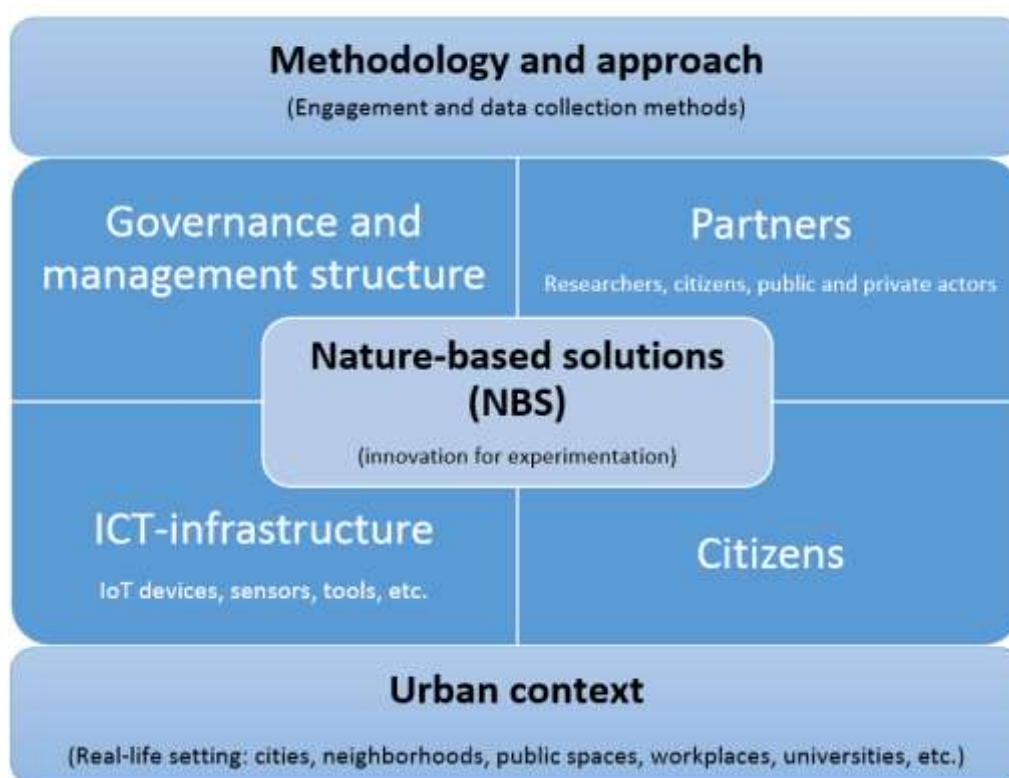 Methodology and approach
(Engagement and data collection methods)
Governance and
management structure
Partners
Researchers, citizens, public and private actors
Nature-based solutions
(NBS)
(innovation for experimentation)
ICT-infrastructure
IoT devices, sensors, tools, etc.
Citizens
Urban context
(Real-life setting: cities, neighborhoods, public spaces, workplaces, universities, etc.)